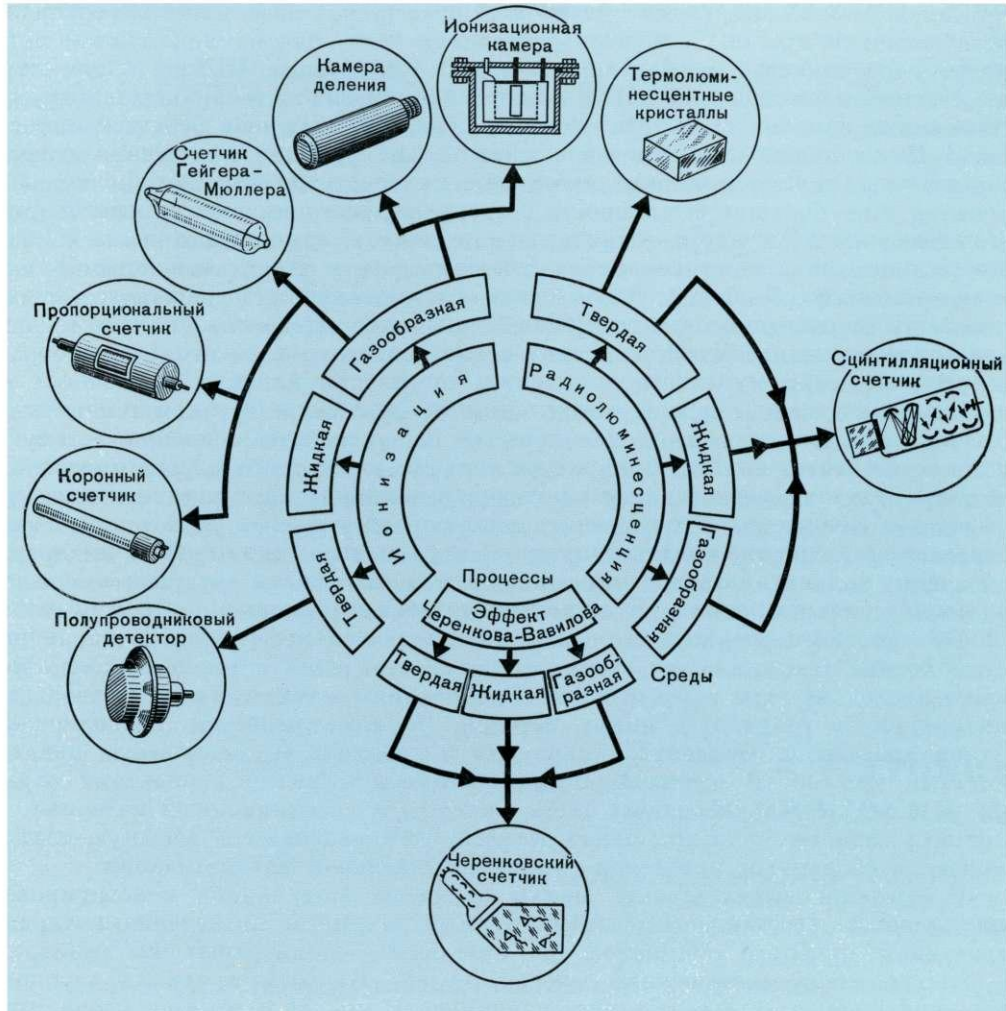 Ионизационная
камера
Камера
деления
Термолюми-
несцентные
кристаллы
Счетчик
Гейгера-
Мюллера
Пропорциональный
счетчик
Газообразная
Твердая
Сцинтилляционный
счетчик
Ионизация
Радиолюминесценция
Жидкая
Жидкая
Коронный
счетчик
Твердая
Газообразная
Процессы
Эффект
Черенкова-Вавилова
Полупроводниковый
детектор
Твердая
Жидкая
Газооб-
разная
Среды
Черенковский
счетчик